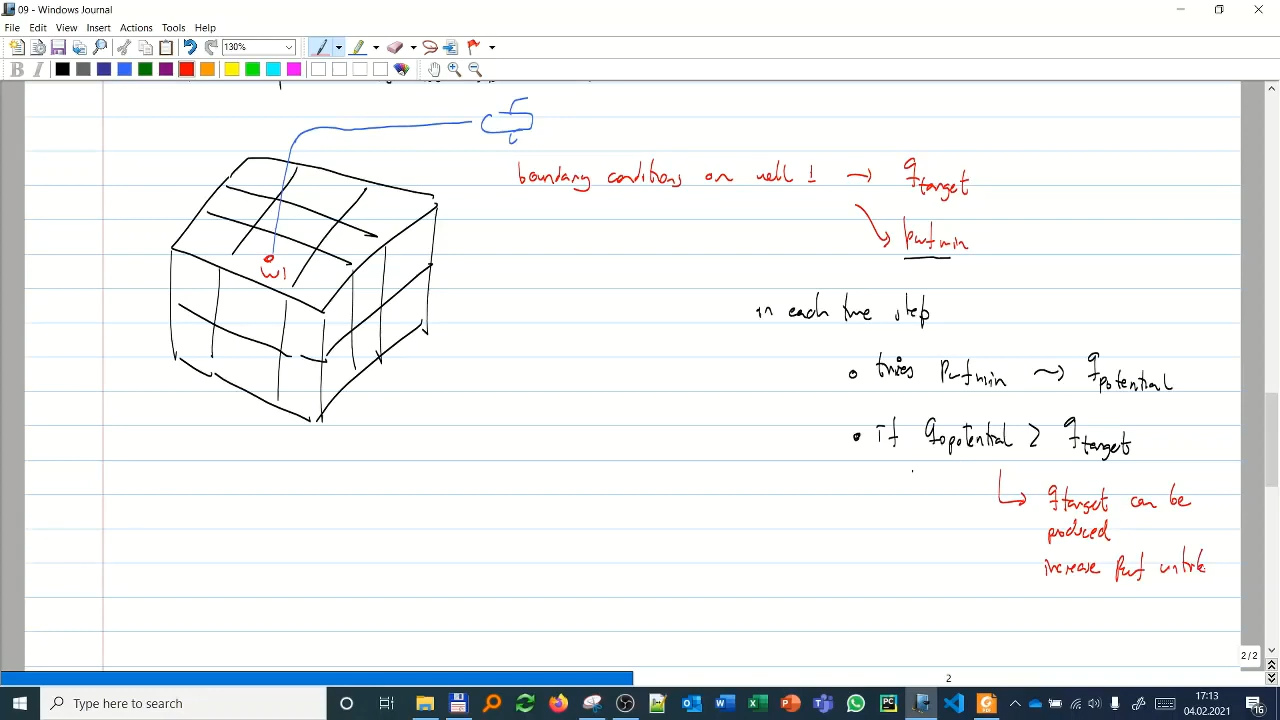 09 - Windows Journal
File Edit View Insert Actions Tools Help
130%
B I
boundary conditions on well 1 → qtarget
pwf min
W1
in each time step
• tries Pwf min ⤳ qpotential
• If qopotential > qtarget
↳ qtarget can be
produced
increase Pwf
2/2
2
Type here to search
17:13
04.02.2021
16